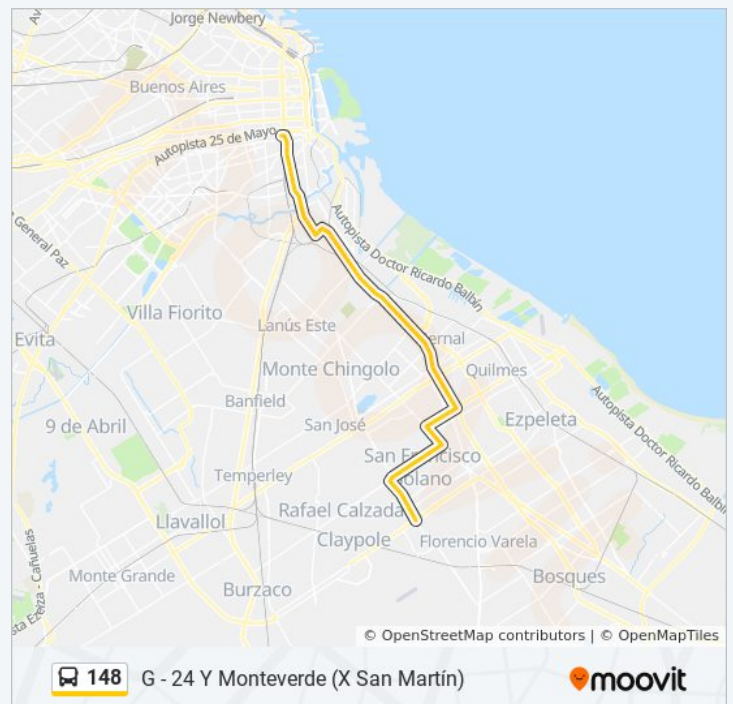 Jorge Newbery
Av
Buenos Aires
Autopista 25 de Mayo
General Paz
Autopista Doctor Ricardo Balbín
Villa Fiorito
Lanús Este
Evita
ernal
Monte Chingolo
Quilmes
Banfield
9 de Abril
San José
Ezpeleta
Autopista Doctor Ricardo Balbín
San Francisco
Solano
Temperley
Rafael Calzada
Llavallol
Claypole
Florencio Varela
Monte Grande
Bosques
Burzaco
sta Ezeiza - Cañuelas
© OpenStreetMap contributors | © OpenMapTiles
148 G - 24 Y Monteverde (X San Martín)
moovit